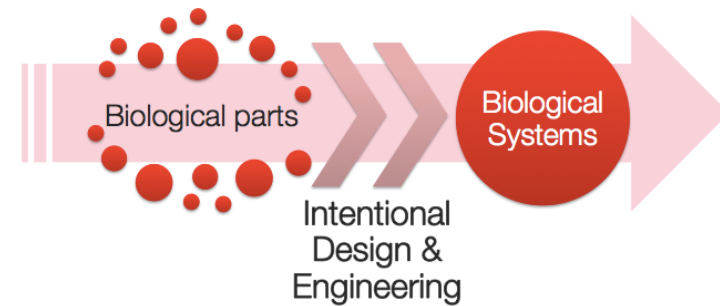 Biological parts
Biological
Systems
Intentional
Design &
Engineering